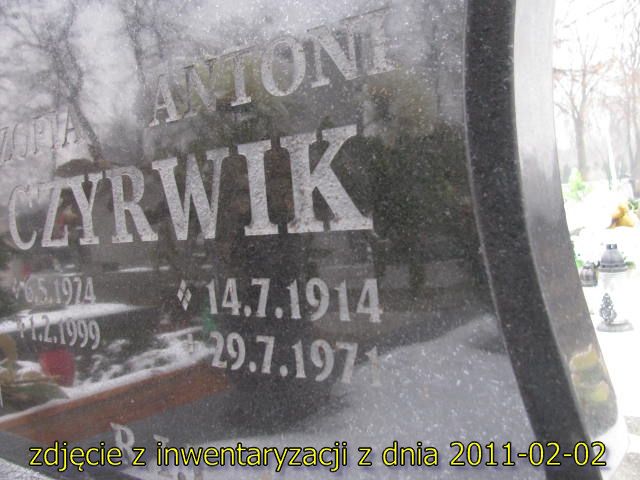 ZOFIA ANTONI
CZYRWIK
6.5.1924 14.7.1914
1.2.1999 29.7.1971
zdjęcie z inwentaryzacji z dnia 2011-02-02